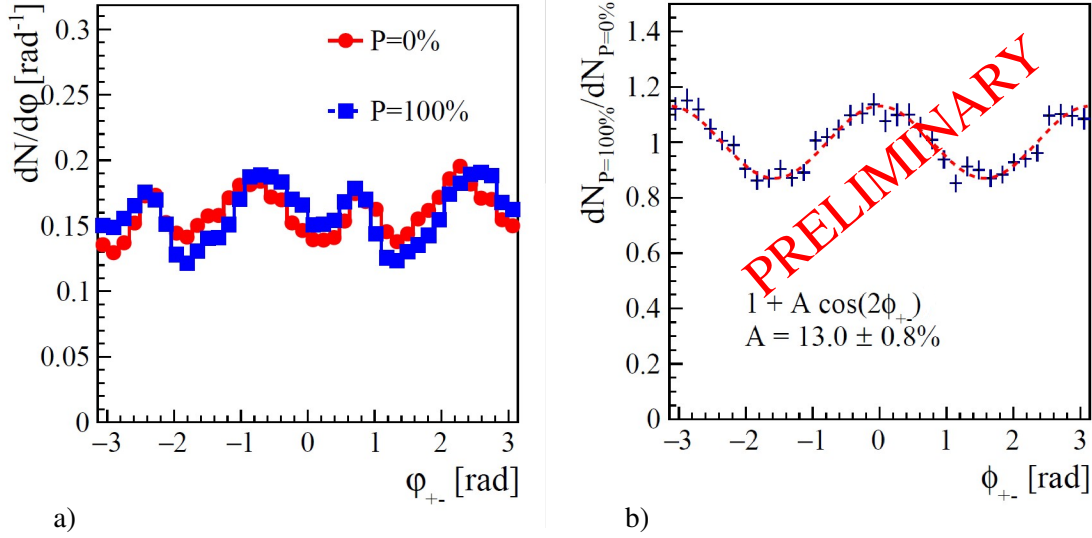 dN/dφ [rad⁻¹]
0.3
0.25
0.2
0.15
0.1
0.05
0
P=0%
P=100%
−3 −2 −1 0 1 2 3
φ+- [rad]
a)
dN P=100%/dN P=0%
1.4
1.2
1
0.8
0.6
0.4
0.2
0
PRELIMINARY
1 + A cos(2ϕ+-)
A = 13.0 ± 0.8%
−3 −2 −1 0 1 2 3
ϕ+- [rad]
b)